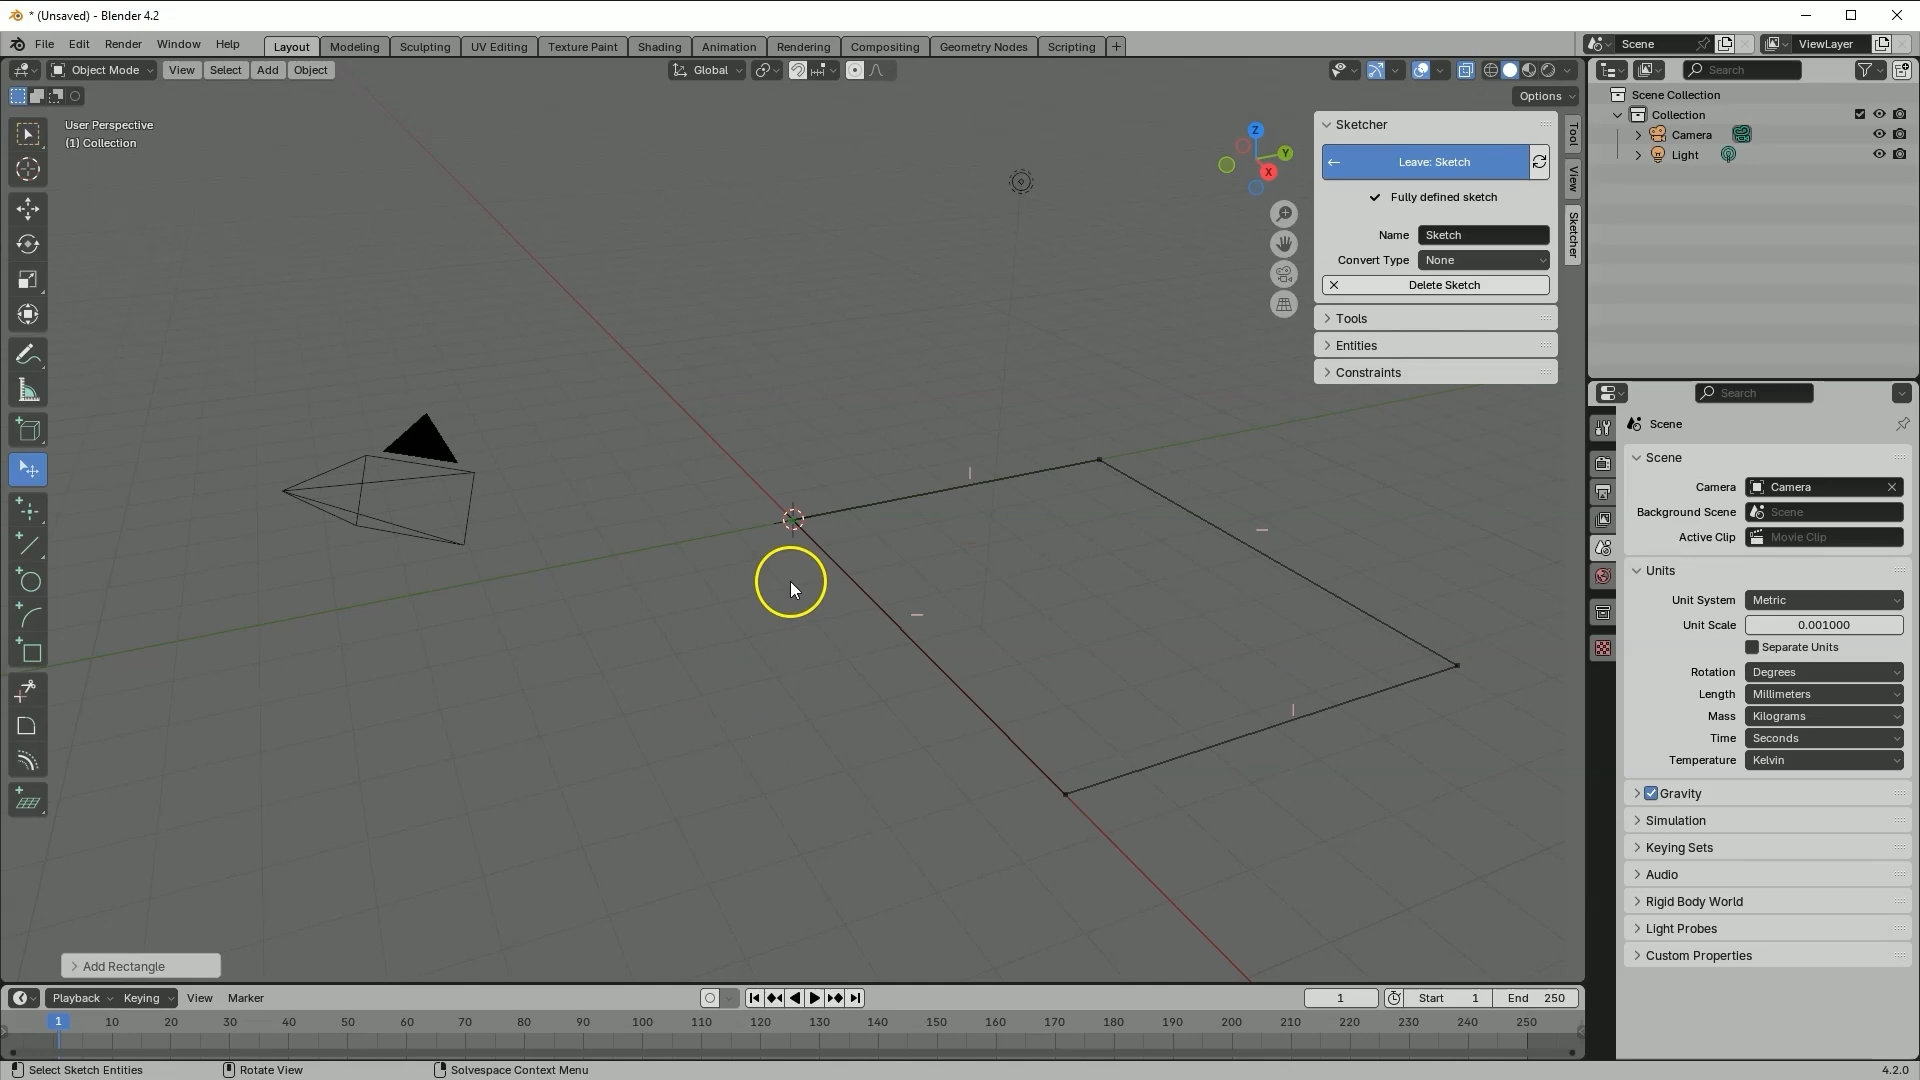 * (Unsaved) - Blender 4.2
File Edit Render Window Help Layout Modeling Sculpting UV Editing Texture Paint Shading Animation Rendering Compositing Geometry Nodes Scripting + Scene ViewLayer
Object Mode View Select Add Object Global Search
Options
User Perspective
(1) Collection
Z
Y
X
Sketcher
Leave: Sketch
Fully defined sketch
Name Sketch
Convert Type None
Delete Sketch
Tools
Entities
Constraints
Tool
View
Sketcher
Scene Collection
Collection
Camera
Light
Search
Scene
Scene
Camera Camera
Background Scene Scene
Active Clip Movie Clip
Units
Unit System Metric
Unit Scale 0.001000
Separate Units
Rotation Degrees
Length Millimeters
Mass Kilograms
Time Seconds
Temperature Kelvin
Gravity
Simulation
Keying Sets
Audio
Rigid Body World
Light Probes
Custom Properties
Add Rectangle
Playback Keying View Marker 1 Start 1 End 250
1 10 20 30 40 50 60 70 80 90 100 110 120 130 140 150 160 170 180 190 200 210 220 230 240 250
Select Sketch Entities Rotate View Solvespace Context Menu 4.2.0